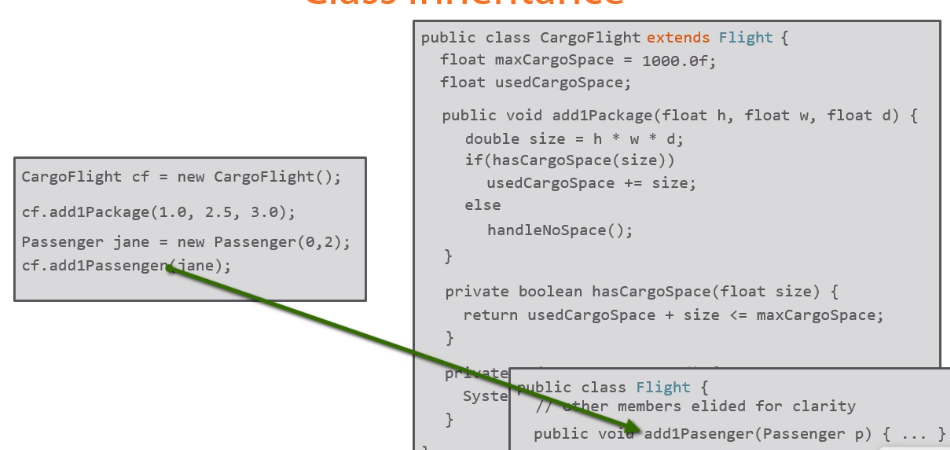 Class Inheritance
CargoFlight cf = new CargoFlight();
cf.add1Package(1.0, 2.5, 3.0);
Passenger jane = new Passenger(0,2);
cf.add1Passenger(jane);
public class CargoFlight extends Flight {
float maxCargoSpace = 1000.0f;
float usedCargoSpace;
public void add1Package(float h, float w, float d) {
double size = h * w * d;
if(hasCargoSpace(size))
usedCargoSpace += size;
else
handleNoSpace();
}
private boolean hasCargoSpace(float size) {
return usedCargoSpace + size <= maxCargoSpace;
}
private
Syste
}
public class Flight {
// other members elided for clarity
public void add1Pasenger(Passenger p) { ... }